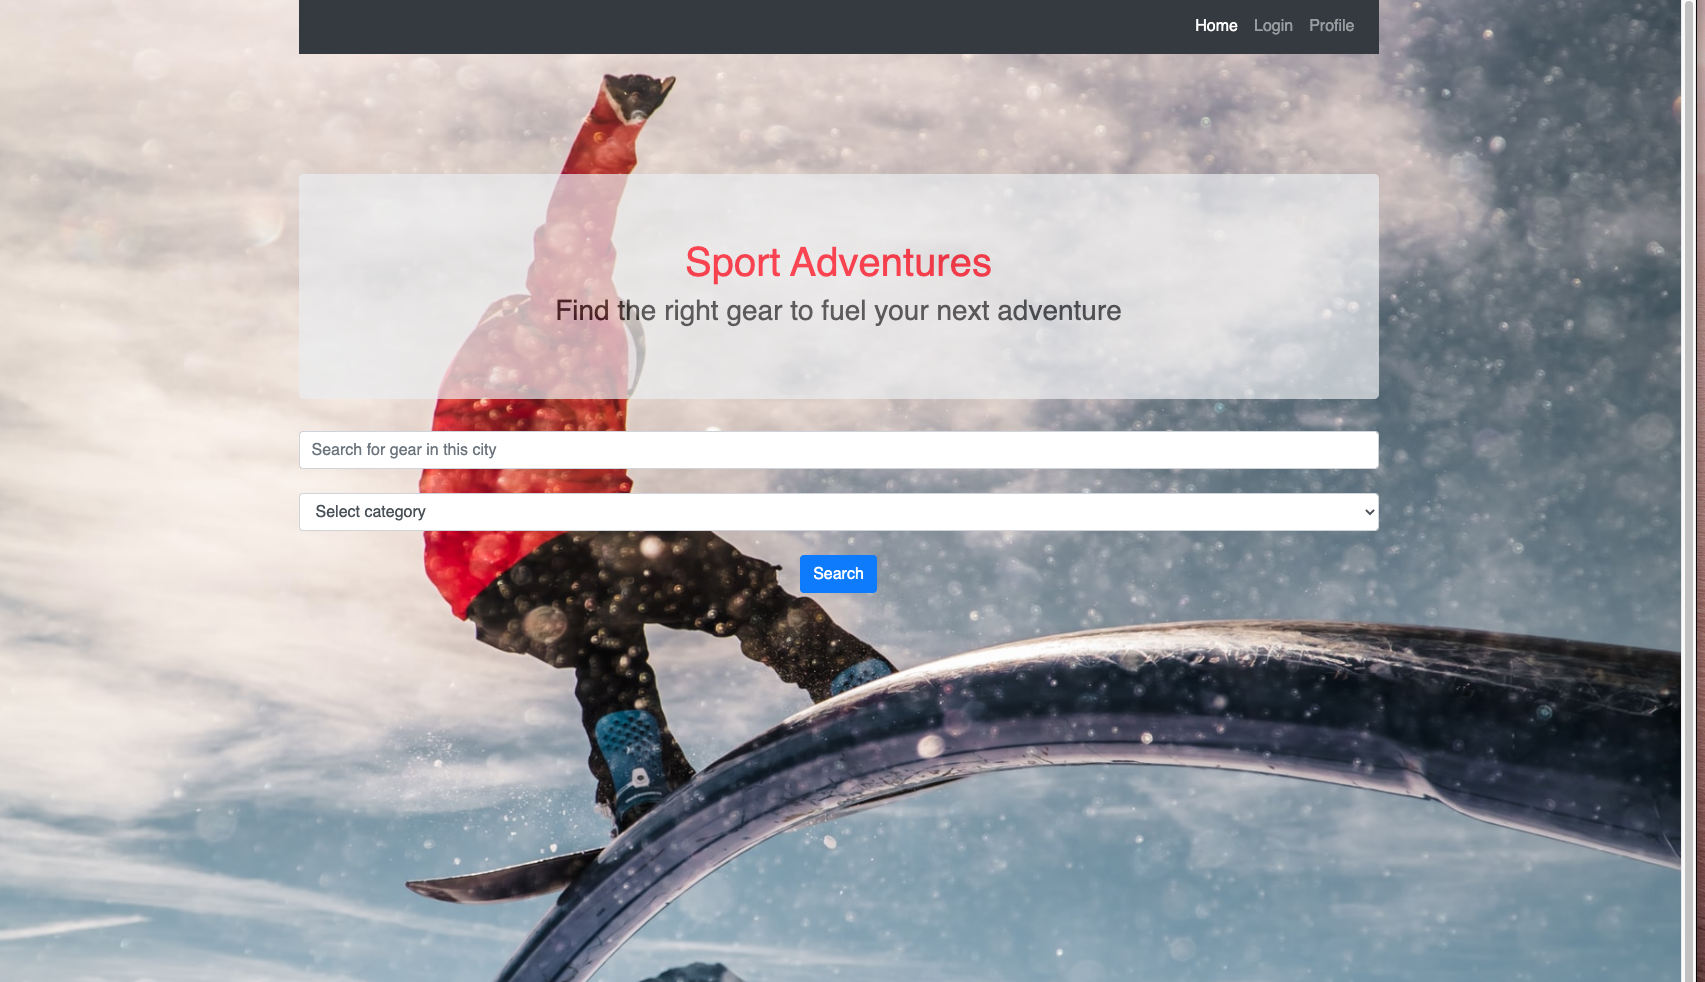 Home Login Profile
Sport Adventures
Find the right gear to fuel your next adventure
Search for gear in this city
Select category
Search